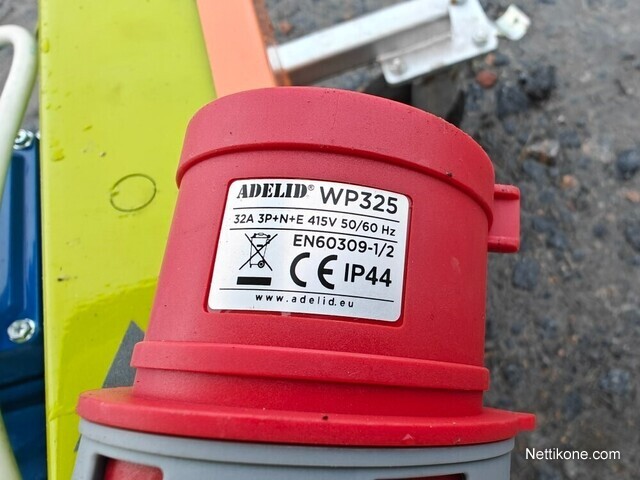 ADELID® WP325
32A 3P+N+E 415V 50/60 Hz
EN60309-1/2
CE IP44
www.adelid.eu
Nettikone.com